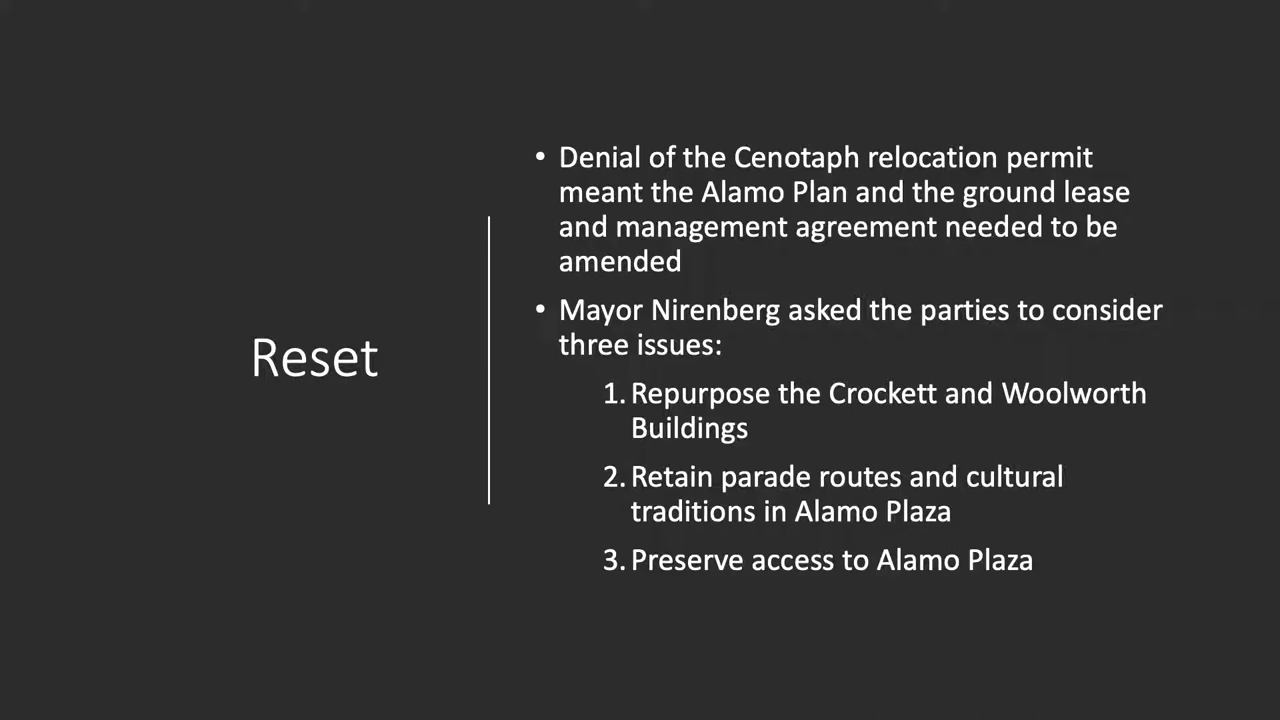 Reset
• Denial of the Cenotaph relocation permit
meant the Alamo Plan and the ground lease
and management agreement needed to be
amended
• Mayor Nirenberg asked the parties to consider
three issues:
1. Repurpose the Crockett and Woolworth
Buildings
2. Retain parade routes and cultural
traditions in Alamo Plaza
3. Preserve access to Alamo Plaza